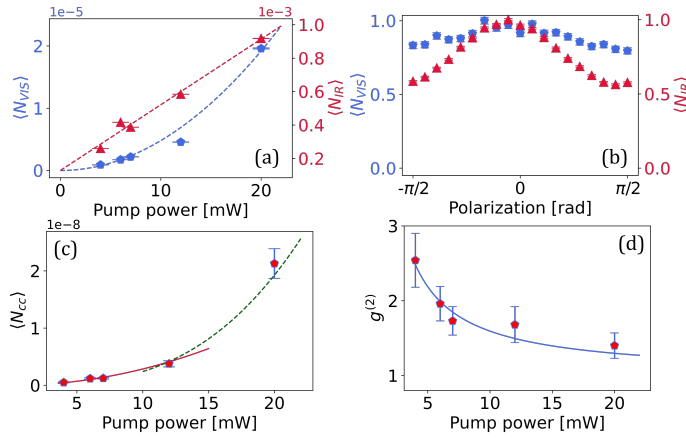 1e−5
1e−3
2
1
0
⟨N_VIS⟩
1.0
0.8
0.6
0.4
0.2
⟨N_IR⟩
(a)
0
10
20
Pump power [mW]
1.0
0.5
0.0
⟨N_VIS⟩
1.0
0.5
0.0
⟨N_IR⟩
(b)
-π/2
0
π/2
Polarization [rad]
1e−8
(c)
2
1
0
⟨N_cc⟩
5
10
15
20
Pump power [mW]
(d)
3
2
1
g^(2)
5
10
15
20
Pump power [mW]